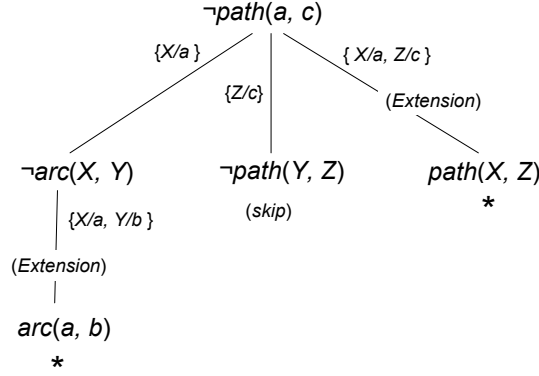 ¬path(a, c)
{X/a }
{Z/c}
{ X/a, Z/c }
(Extension)
¬arc(X, Y)
¬path(Y, Z)
path(X, Z)
*
{X/a, Y/b }
(skip)
(Extension)
arc(a, b)
*